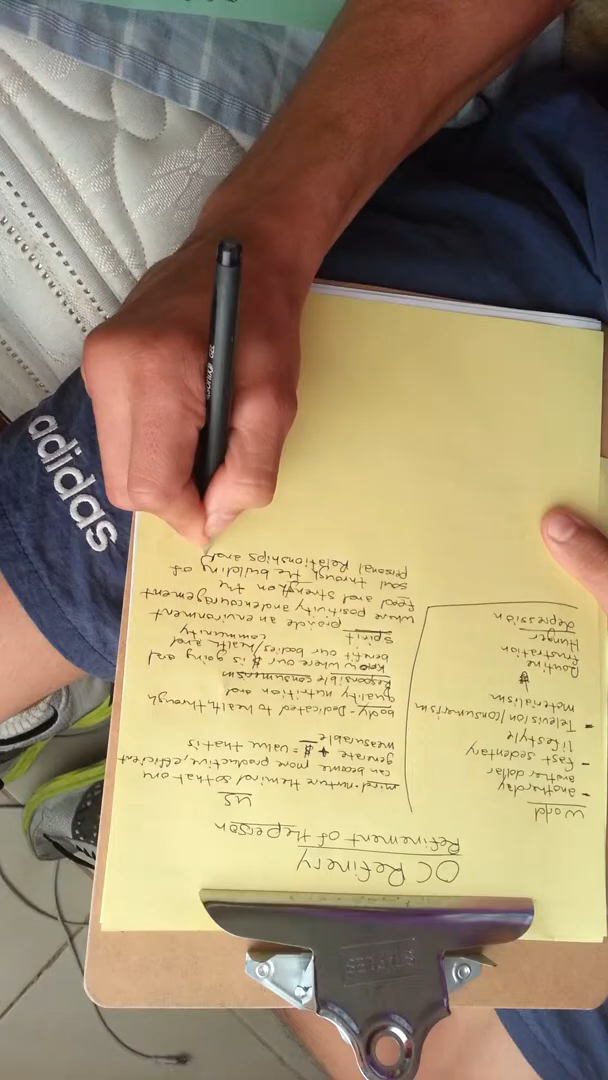 OC Refinery
Refinement of the person
World
- another day
another dollar
- fast sedentary
lifestyle
- Television/consumerism
materialism
Routine
frustration
Hunger
depression
US
mind - nurture the mind so that one
can become more productive, efficient
generate + $ = value that is
measurable
body - Dedicated to health through
quality nutrition and
Responsible consumerism
know where our $ is going and
benefit our bodies/health and
community
spirit
provide an environment
where positivity and encouragement
feed and strengthen the
soul through the building of
personal Relationships and
adidas
STAPLES